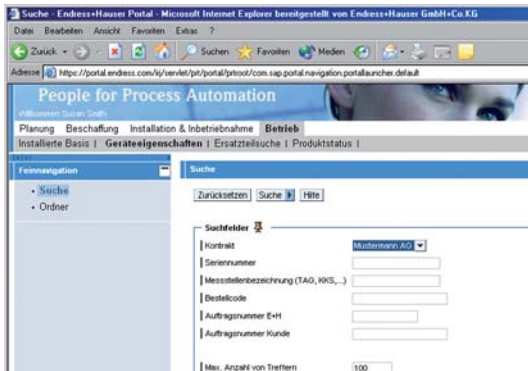 Suche - Endress+Hauser Portal - Microsoft Internet Explorer bereitgestellt von Endress+Hauser GmbH+Co.KG
Datei Bearbeiten Ansicht Favoriten Extras ?
Zurück Suchen Favoriten Medien
Adresse https://portal.endress.com/irj/servlet/prt/portal/prtroot/com.sap.portal.navigation.portallauncher.default
People for Process Automation
Willkommen Susan Smith
Planung Beschaffung Installation & Inbetriebnahme Betrieb
Installierte Basis | Geräteeigenschaften | Ersatzteilsuche | Produktstatus |
Feinnavigation
• Suche
• Ordner
Suche
Zurücksetzen Suche Hilfe
Suchfelder
Kontrakt Mustermann AG
Seriennummer
Messstellenbezeichnung (TAG, KKS,...)
Bestellcode
Auftragsnummer E+H
Auftragsnummer Kunde
Max. Anzahl von Treffern 100